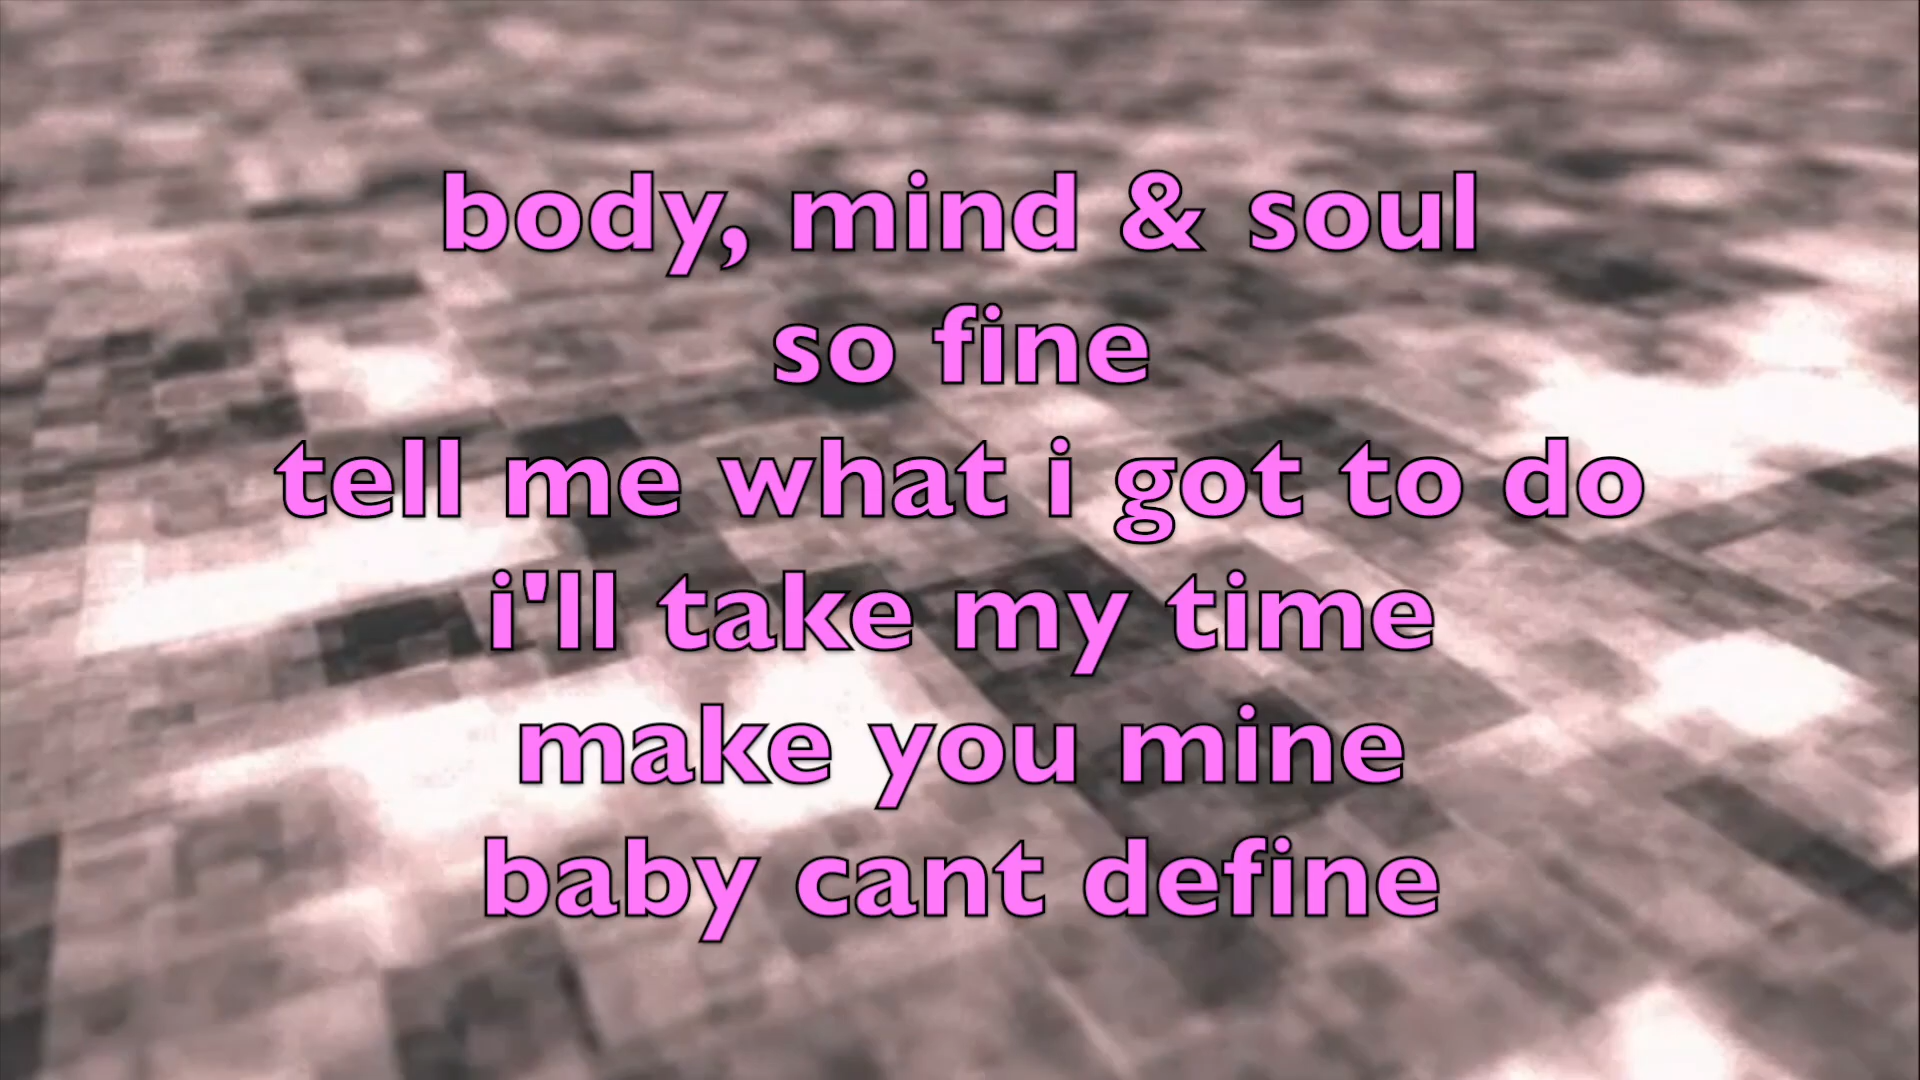 body, mind & soul
so fine
tell me what i got to do
i'll take my time
make you mine
baby cant define